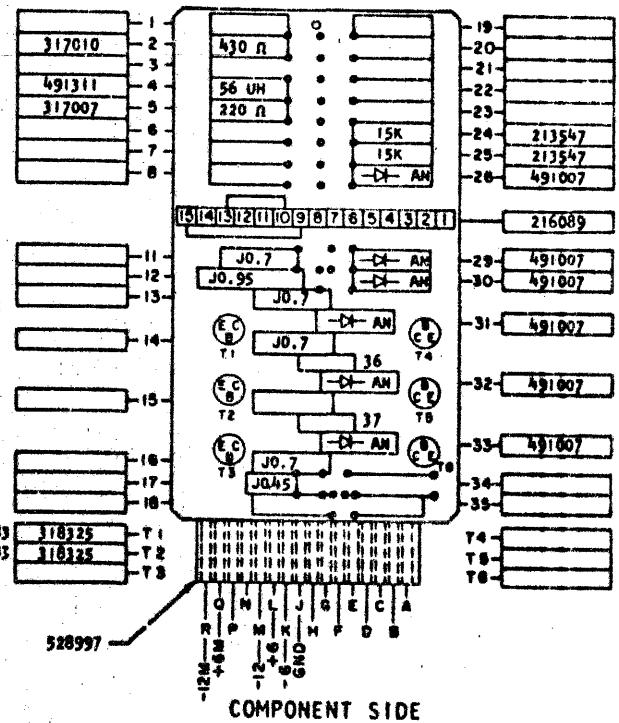 1 19
317010 2 430 Ω 20
3 21
491311 4 56 UH 22
317007 5 220 Ω 23
6 15K 24 213547
7 15K 25 213547
8 AN 26 491007
15 14 13 12 11 10 9 8 7 6 5 4 3 2 1 216089
11 J0.7 AN 29 491007
12 J0.95 AN 30 491007
13 J0.7
AN 31 491007
14 E C B T1 J0.7 B C E T4
36
15 E C B T2 AN B C E T5 32 491007
37
E C B T3 AN B C E T6 33 491007
16 J0.7
17 J0.45 34
18 35
318325 T1 T4
318325 T2 T5
T3 T6
528997
R Q P N M L K J H G F E D C B A
-12M +6M -12 +6 -6 GND
COMPONENT SIDE